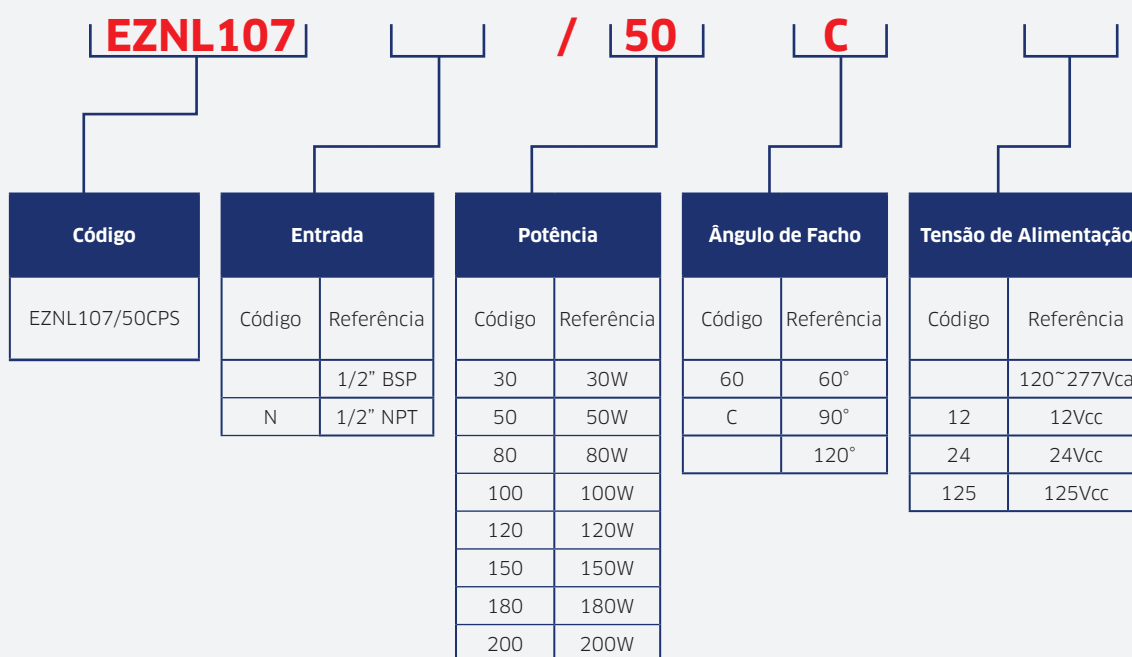 EZNL107 / 50 C
Código
EZNL107/50CPS
Entrada
Código Referência
1/2” BSP
N 1/2” NPT
Potência
Código Referência
30 30W
50 50W
80 80W
100 100W
120 120W
150 150W
180 180W
200 200W
Ângulo de Facho
Código Referência
60 60°
C 90°
120°
Tensão de Alimentação
Código Referência
120~277Vca
12 12Vcc
24 24Vcc
125 125Vcc